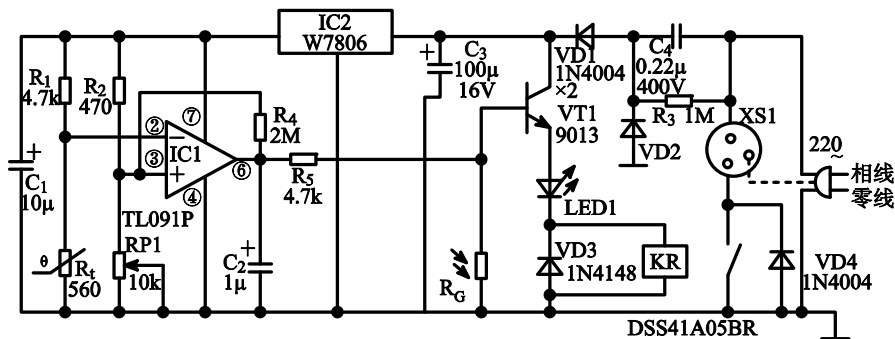 IC2
W7806
R1
4.7k
R2
470
②
③
⑦
④
⑥
IC1
TL091P
R4
2M
R5
4.7k
C1
10μ
θ
Rt
560
RP1
10k
C2
1μ
C3
100μ
16V
RG
VD1
1N4004
×2
VT1
9013
LED1
VD3
1N4148
KR
C4
0.22μ
400V
R3
1M
VD2
XS1
220
~
相线
零线
VD4
1N4004
DSS41A05BR